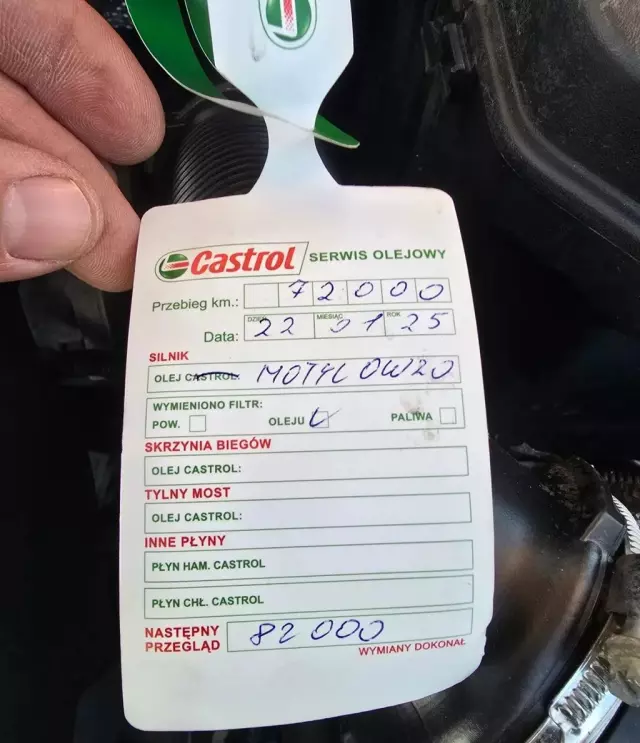 Castrol SERWIS OLEJOWY
Przebieg km.: 72000
DZIEŃ MIESIĄC ROK
Data: 22 01 25
SILNIK
OLEJ CASTROL: MOTYL 0W20
WYMIENIONO FILTR:
POW. OLEJU PALIWA
SKRZYNIA BIEGÓW
OLEJ CASTROL:
TYLNY MOST
OLEJ CASTROL:
INNE PŁYNY
PŁYN HAM. CASTROL
PŁYN CHŁ. CASTROL
NASTĘPNY
PRZEGLĄD 82 000
WYMIANY DOKONAŁ